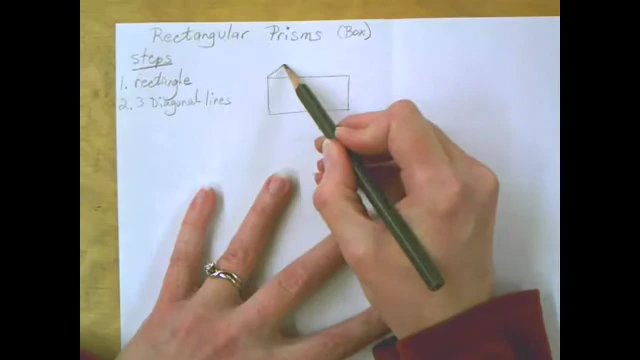 Rectangular Prisms (Box)
steps
1. rectangle
2. 3 Diagonal lines